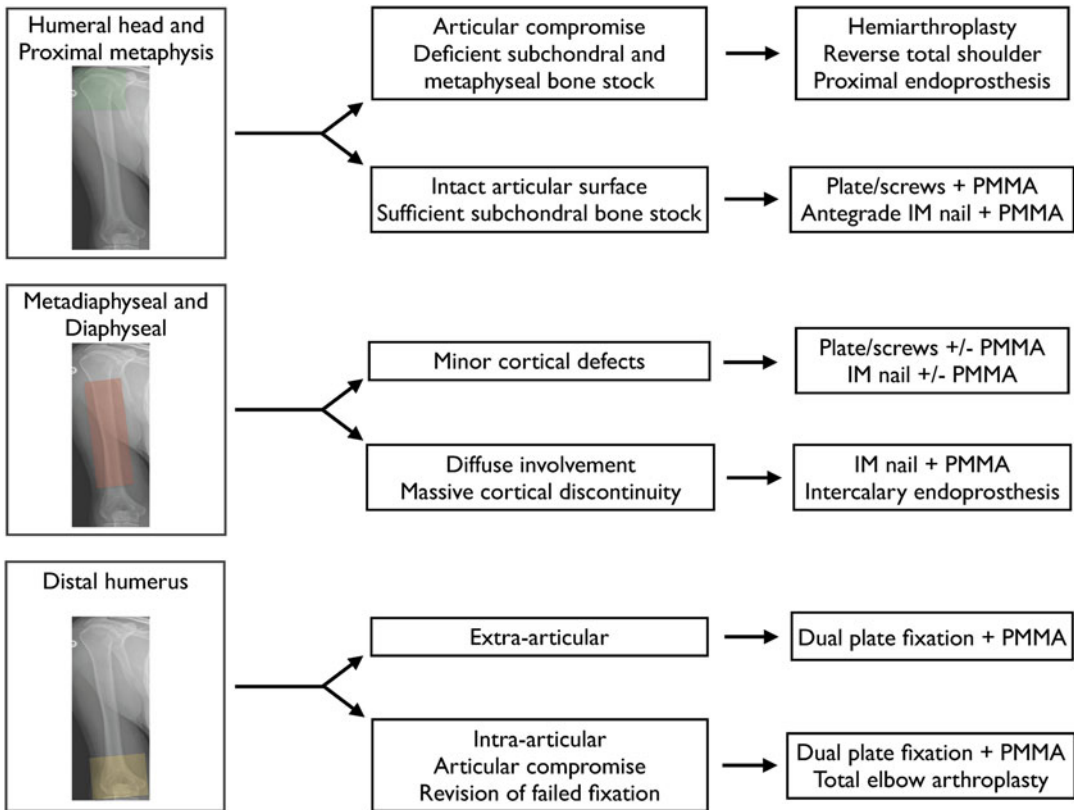 Humeral head and
Proximal metaphysis
Articular compromise
Deficient subchondral and
metaphyseal bone stock
Hemiarthroplasty
Reverse total shoulder
Proximal endoprosthesis
Intact articular surface
Sufficient subchondral bone stock
Plate/screws + PMMA
Antegrade IM nail + PMMA
Metadiaphyseal and
Diaphyseal
Minor cortical defects
Plate/screws +/- PMMA
IM nail +/- PMMA
Diffuse involvement
Massive cortical discontinuity
IM nail + PMMA
Intercalary endoprosthesis
Distal humerus
Extra-articular
Dual plate fixation + PMMA
Intra-articular
Articular compromise
Revision of failed fixation
Dual plate fixation + PMMA
Total elbow arthroplasty